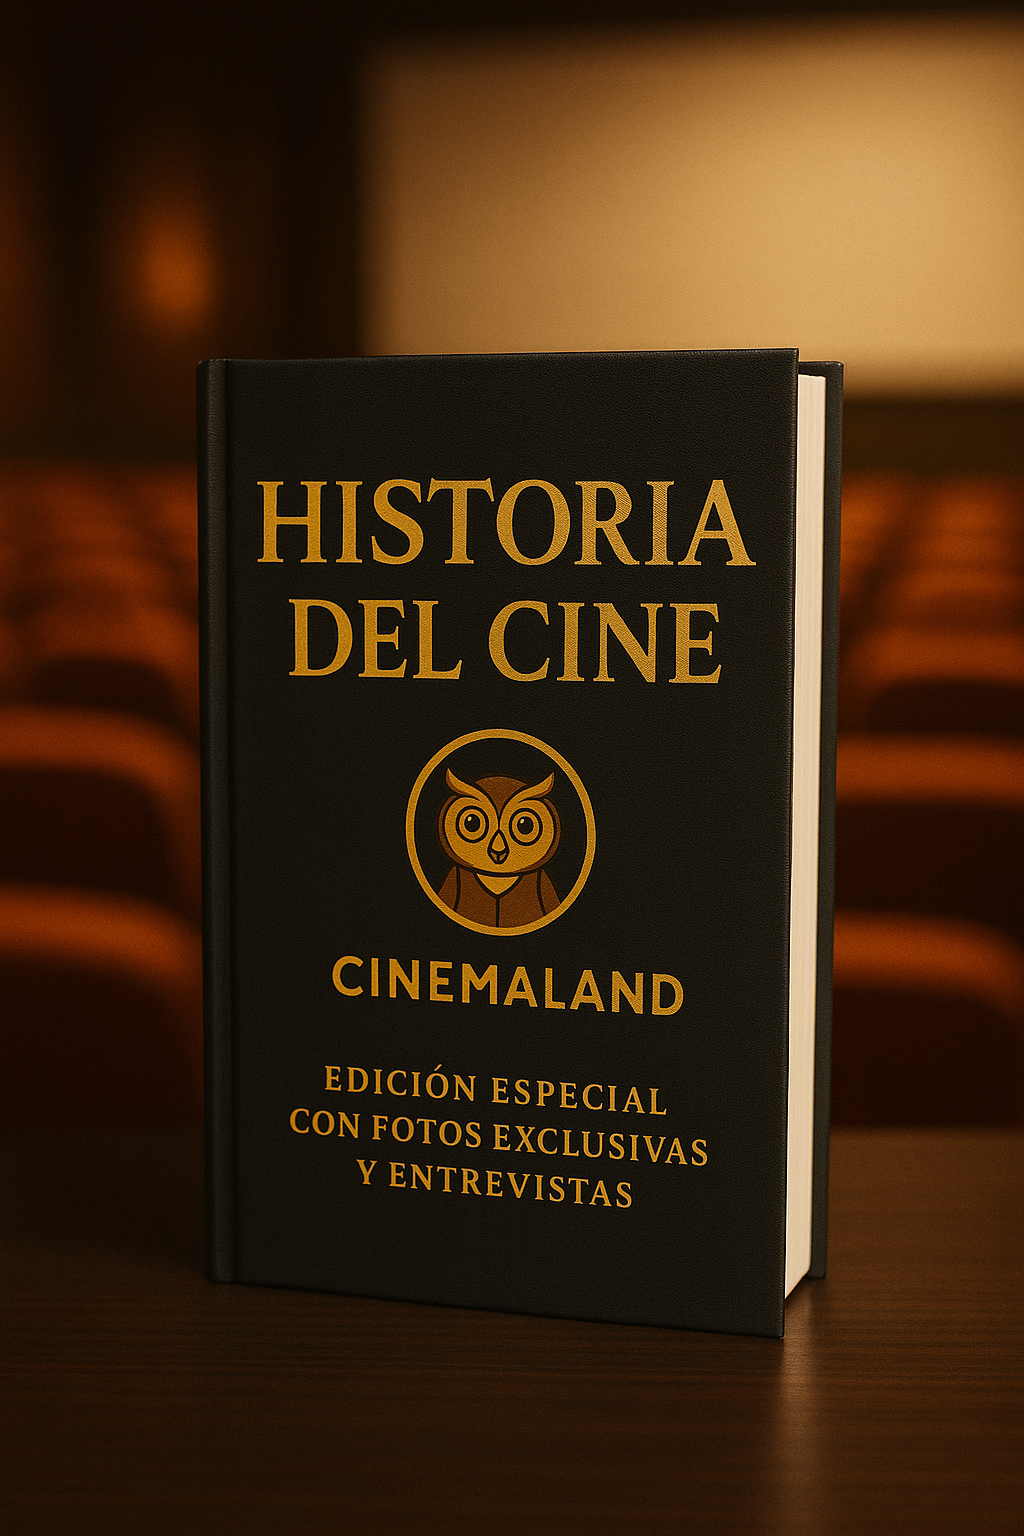 HISTORIA
DEL CINE
CINEMALAND
EDICIÓN ESPECIAL
CON FOTOS EXCLUSIVAS
Y ENTREVISTAS